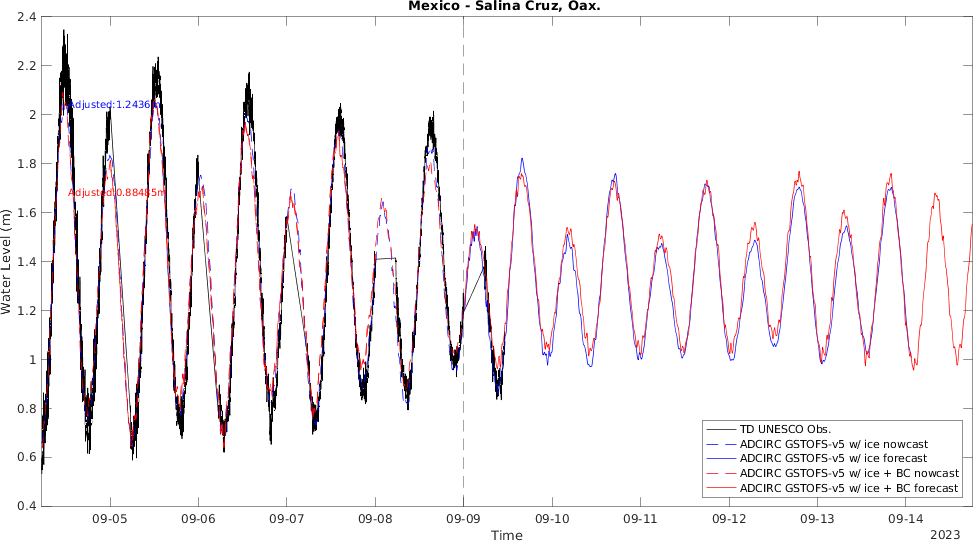 Mexico - Salina Cruz, Oax.
2.4
2.2
2
1.8
1.6
1.4
1.2
1
0.8
0.6
0.4
Water Level (m)
Adjusted:1.2436m
Adjusted:0.88485m
TD UNESCO Obs.
ADCIRC GSTOFS-v5 w/ ice nowcast
ADCIRC GSTOFS-v5 w/ ice forecast
ADCIRC GSTOFS-v5 w/ ice + BC nowcast
ADCIRC GSTOFS-v5 w/ ice + BC forecast
09-05 09-06 09-07 09-08 09-09 09-10 09-11 09-12 09-13 09-14
Time
2023